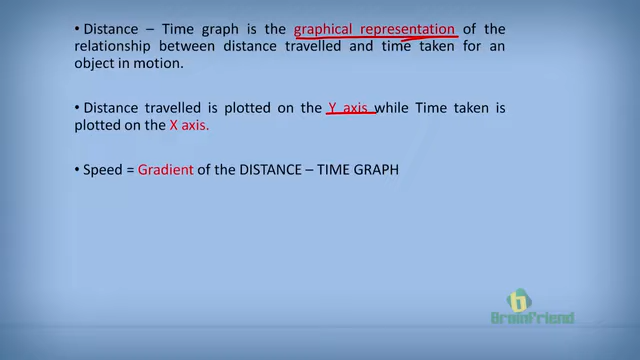 • Distance – Time graph is the graphical representation of the
relationship between distance travelled and time taken for an
object in motion.
• Distance travelled is plotted on the Y axis while Time taken is
plotted on the X axis.
• Speed = Gradient of the DISTANCE – TIME GRAPH
b
BrainFriend